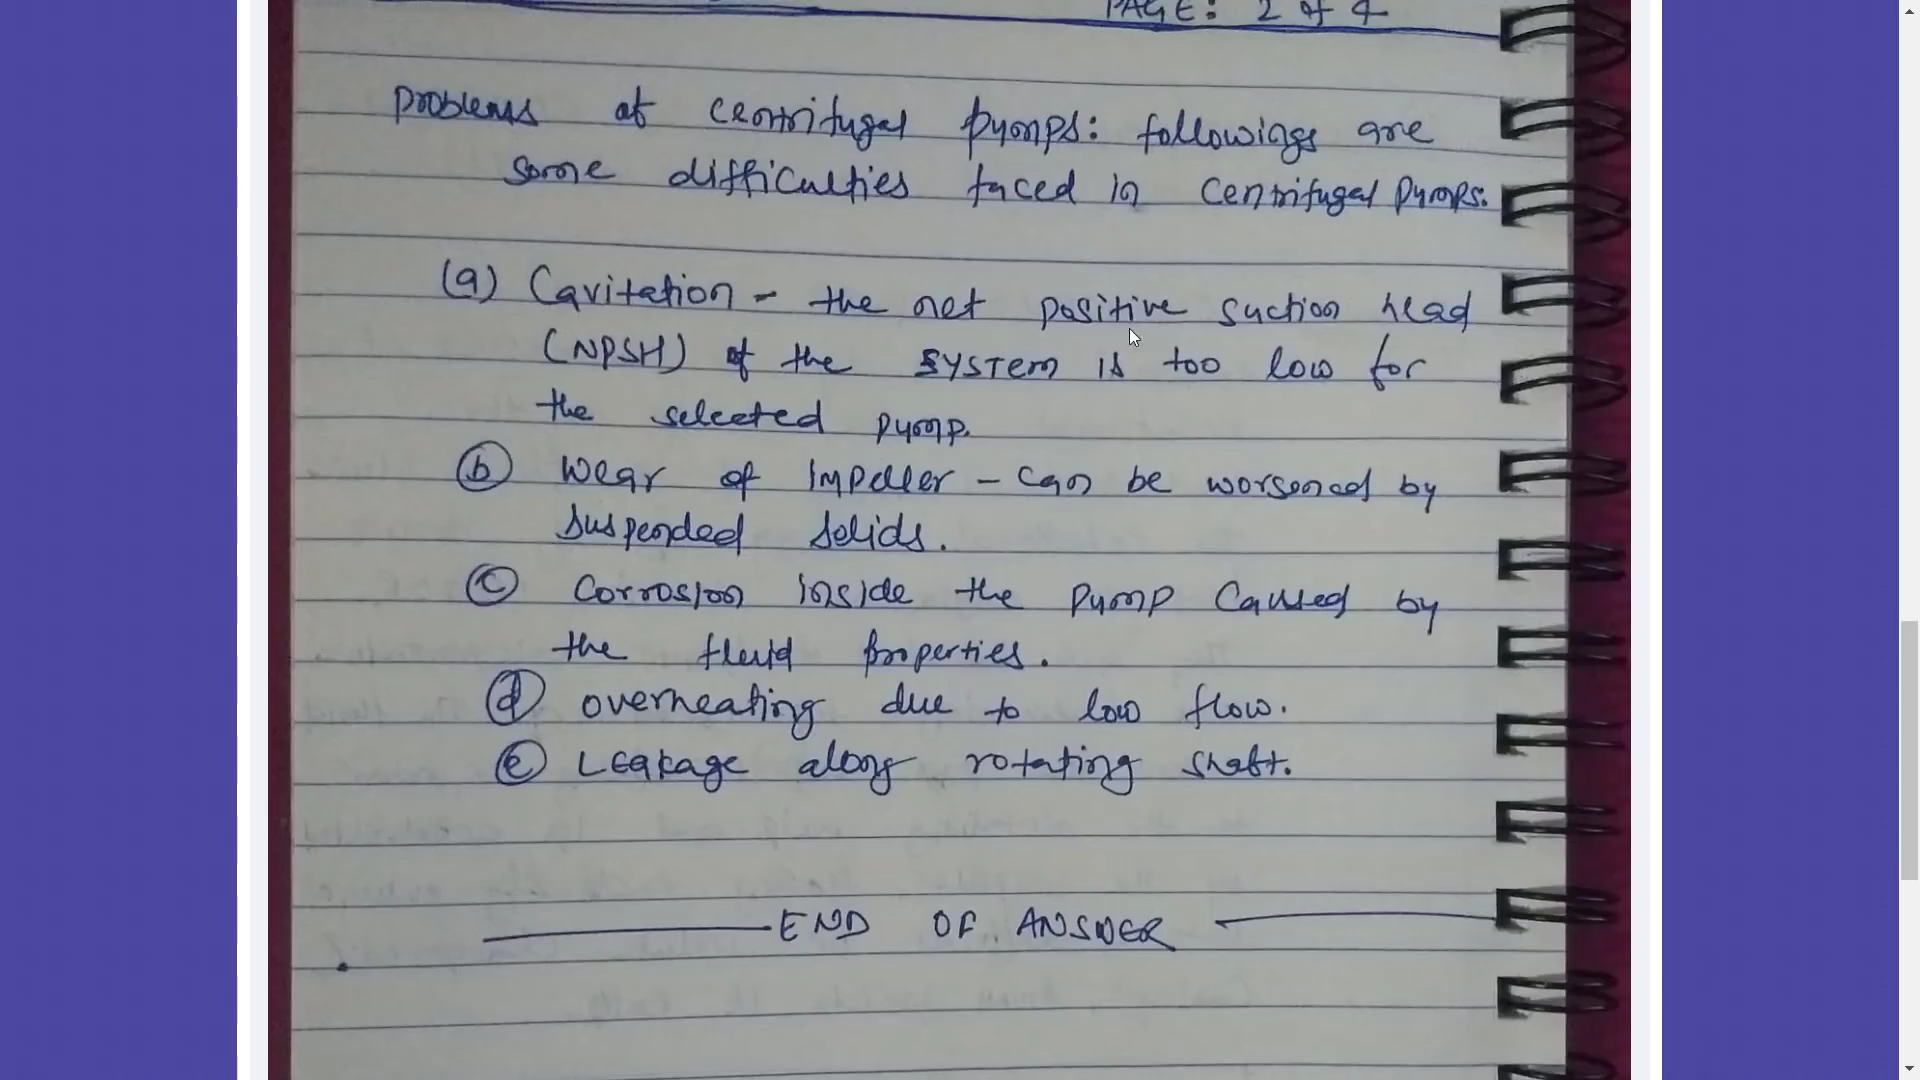 PAGE: 2 of 4
Problems of centrifugal pumps: followings are
some difficulties faced in centrifugal pumps:
(a) Cavitation - the net positive suction head
(NPSH) of the SYSTEM is too low for
the selected pump.
(b) Wear of Impeller - can be worsened by
suspended solids.
(c) Corrosion inside the pump caused by
the fluid properties.
(d) overheating due to low flow.
(e) Leakage along rotating shaft.
END OF ANSWER